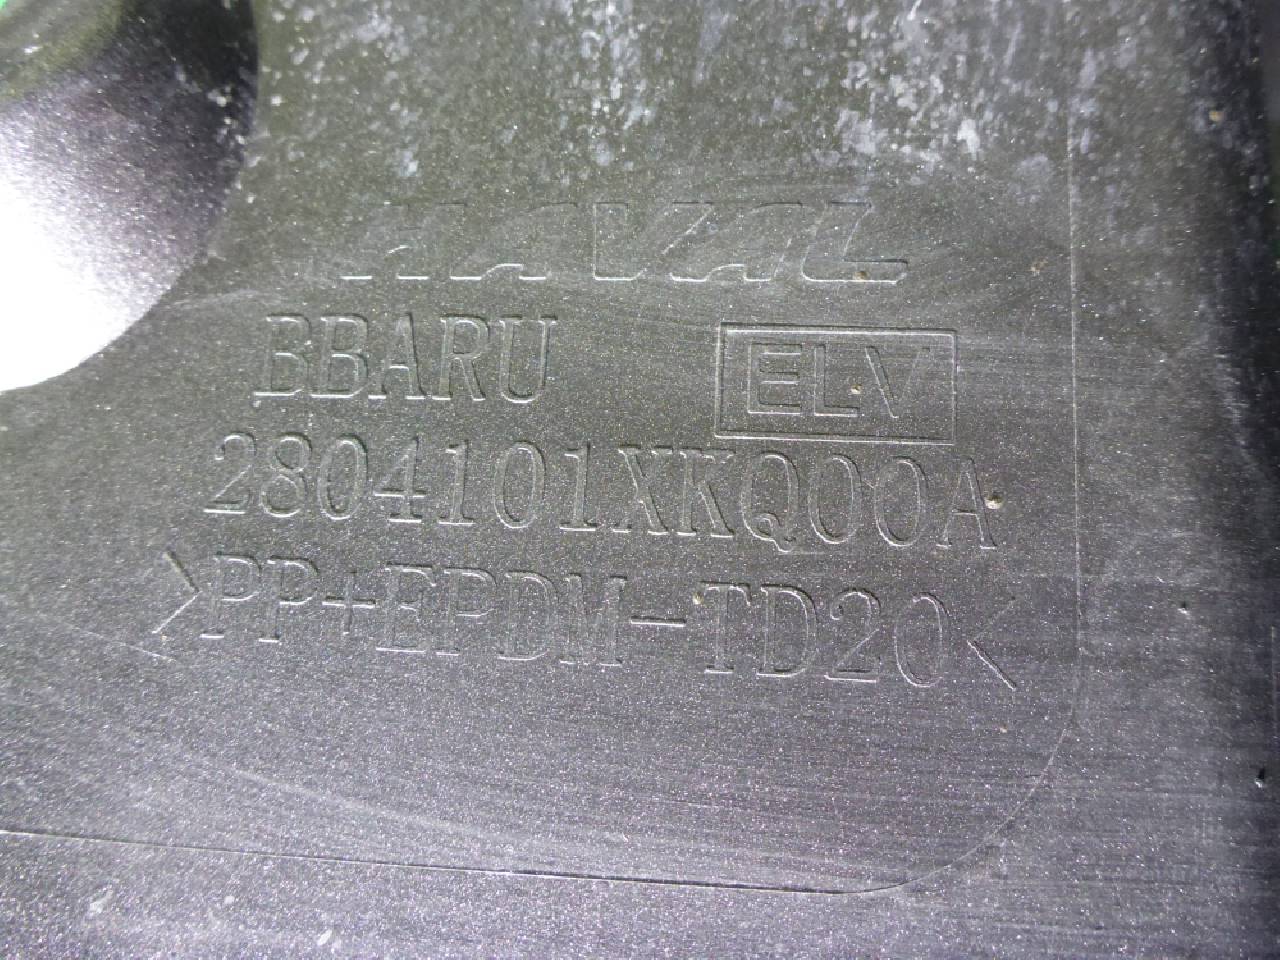 HAVAL
BBARU
ELV
2804101XKQ00A
>PP+EPDM-TD20<